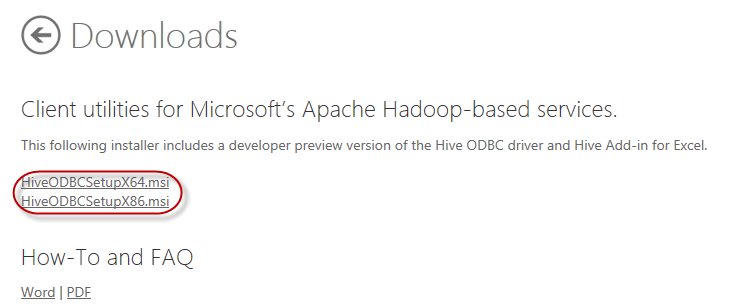 Downloads
Client utilities for Microsoft's Apache Hadoop-based services.
This following installer includes a developer preview version of the Hive ODBC driver and Hive Add-in for Excel.
HiveODBCSetupX64.msi
HiveODBCSetupX86.msi
How-To and FAQ
Word | PDF